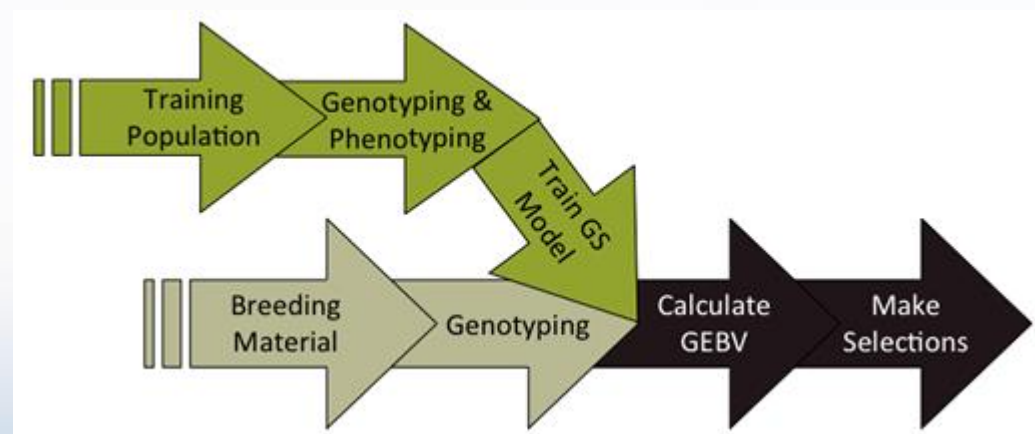 Training
Population
Genotyping &
Phenotyping
Train GS
Model
Breeding
Material
Genotyping
Calculate
GEBV
Make
Selections